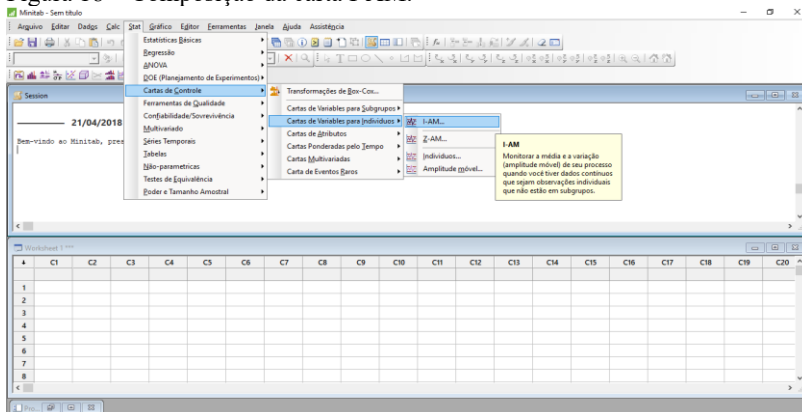 Minitab - Sem título
Arquivo Editar Dados Calc Stat Gráfico Editor Ferramentas Janela Ajuda Assistência
Estatísticas Básicas
Regressão
ANOVA
DOE (Planejamento de Experimentos)
Cartas de Controle
Ferramentas de Qualidade
Confiabilidade/Sovrevivência
Multivariado
Séries Temporais
Tabelas
Não-parametricas
Testes de Equivalência
Poder e Tamanho Amostral
Transformações de Box-Cox...
Cartas de Variables para Subgrupos
Cartas de Variables para Individuos
Cartas de Atributos
Cartas Ponderadas pelo Tempo
Cartas Multivariadas
Carta de Eventos Raros
I-AM...
Z-AM...
Individuos...
Amplitude móvel...
I-AM
Monitorar a média e a variação
(amplitude móvel) de seu processo
quando você tiver dados contínuos
que sejam observações individuais
que não estão em subgrupos.
Session
21/04/2018
Bem-vindo ao Minitab, pres
Worksheet 1 ***
C1 C2 C3 C4 C5 C6 C7 C8 C9 C10 C11 C12 C13 C14 C15 C16 C17 C18 C19 C20
1
2
3
4
5
6
7
8
Pro...